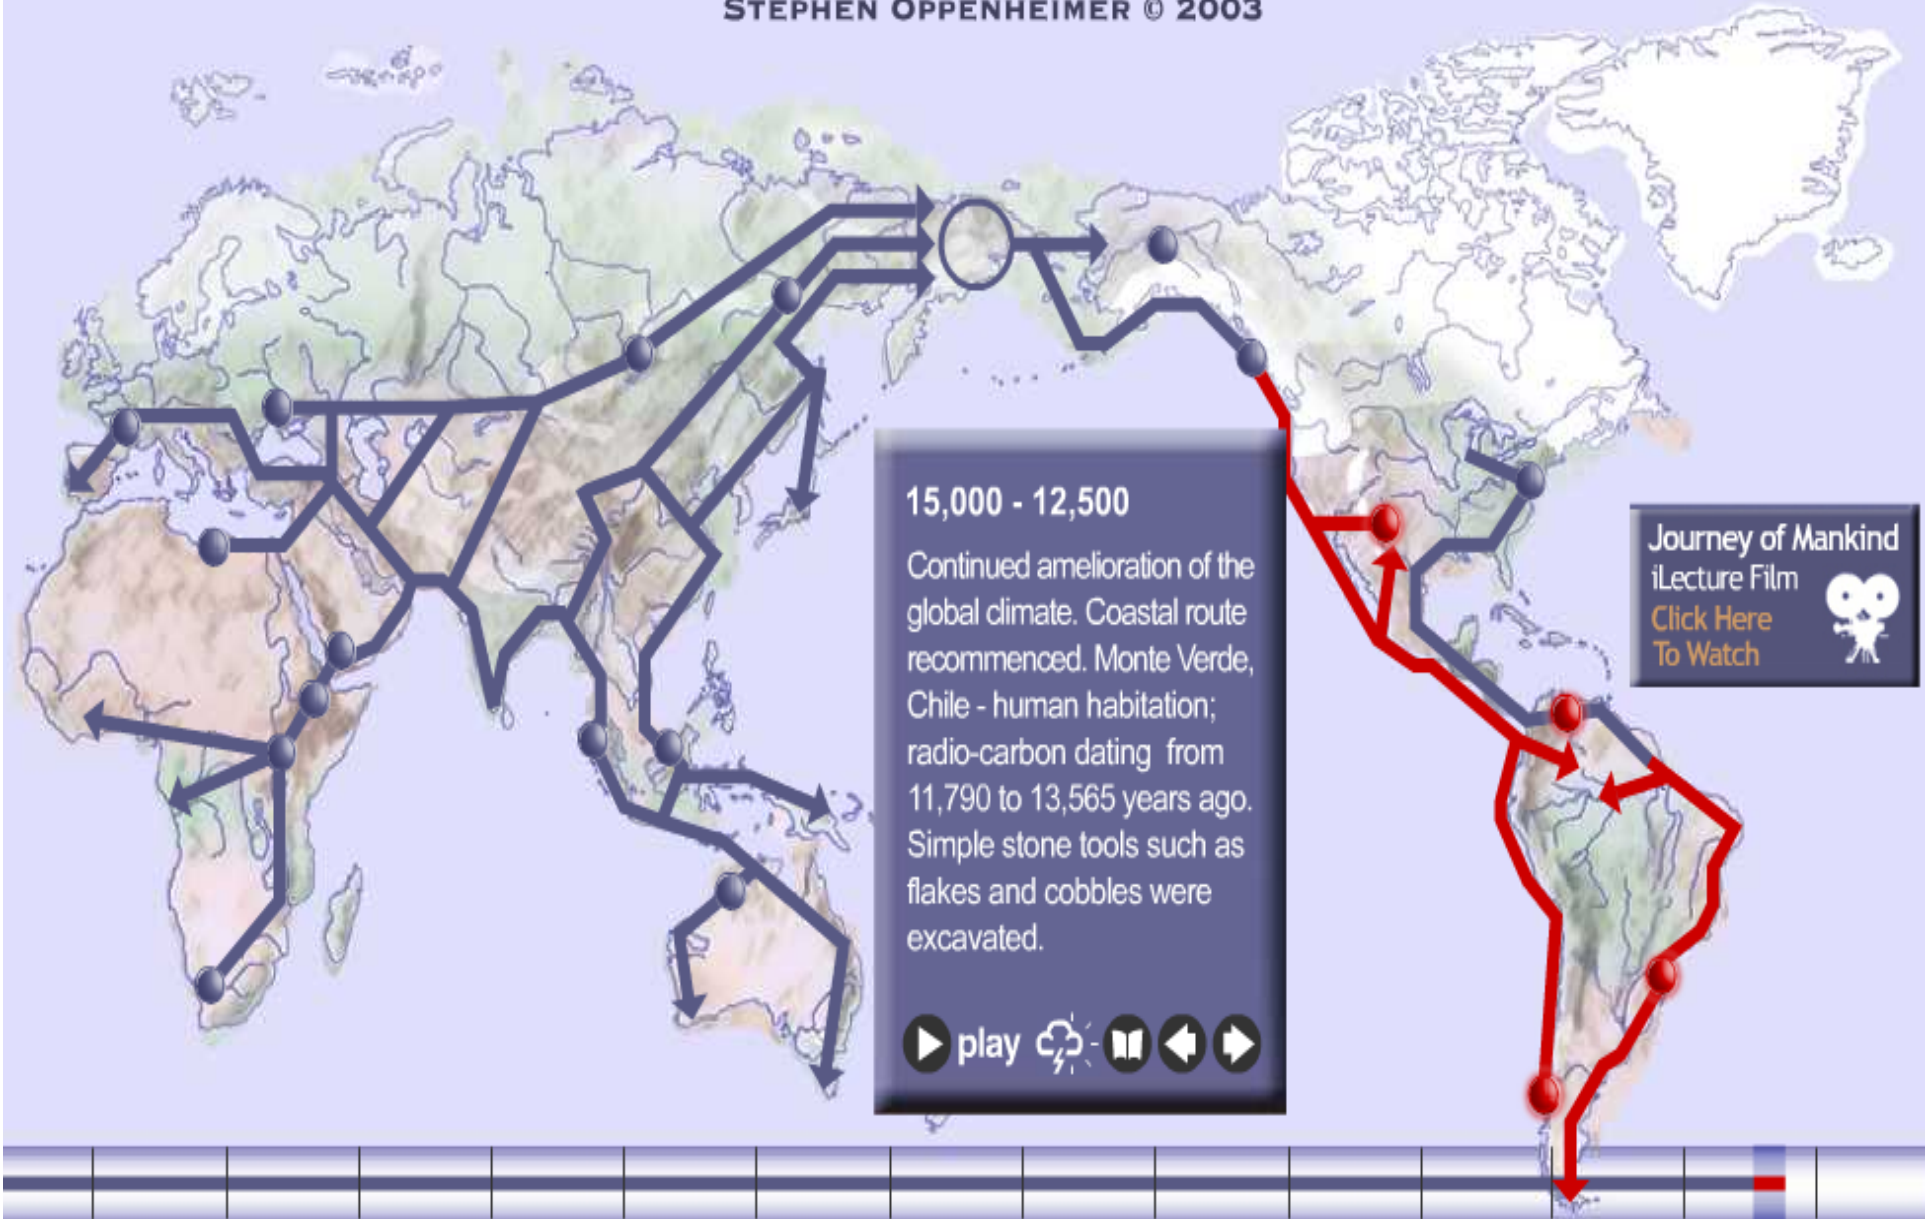 STEPHEN OPPENHEIMER © 2003
15,000 - 12,500
Continued amelioration of the
global climate. Coastal route
recommenced. Monte Verde,
Chile - human habitation;
radio-carbon dating from
11,790 to 13,565 years ago.
Simple stone tools such as
flakes and cobbles were
excavated.
play
Journey of Mankind
iLecture Film
Click Here
To Watch